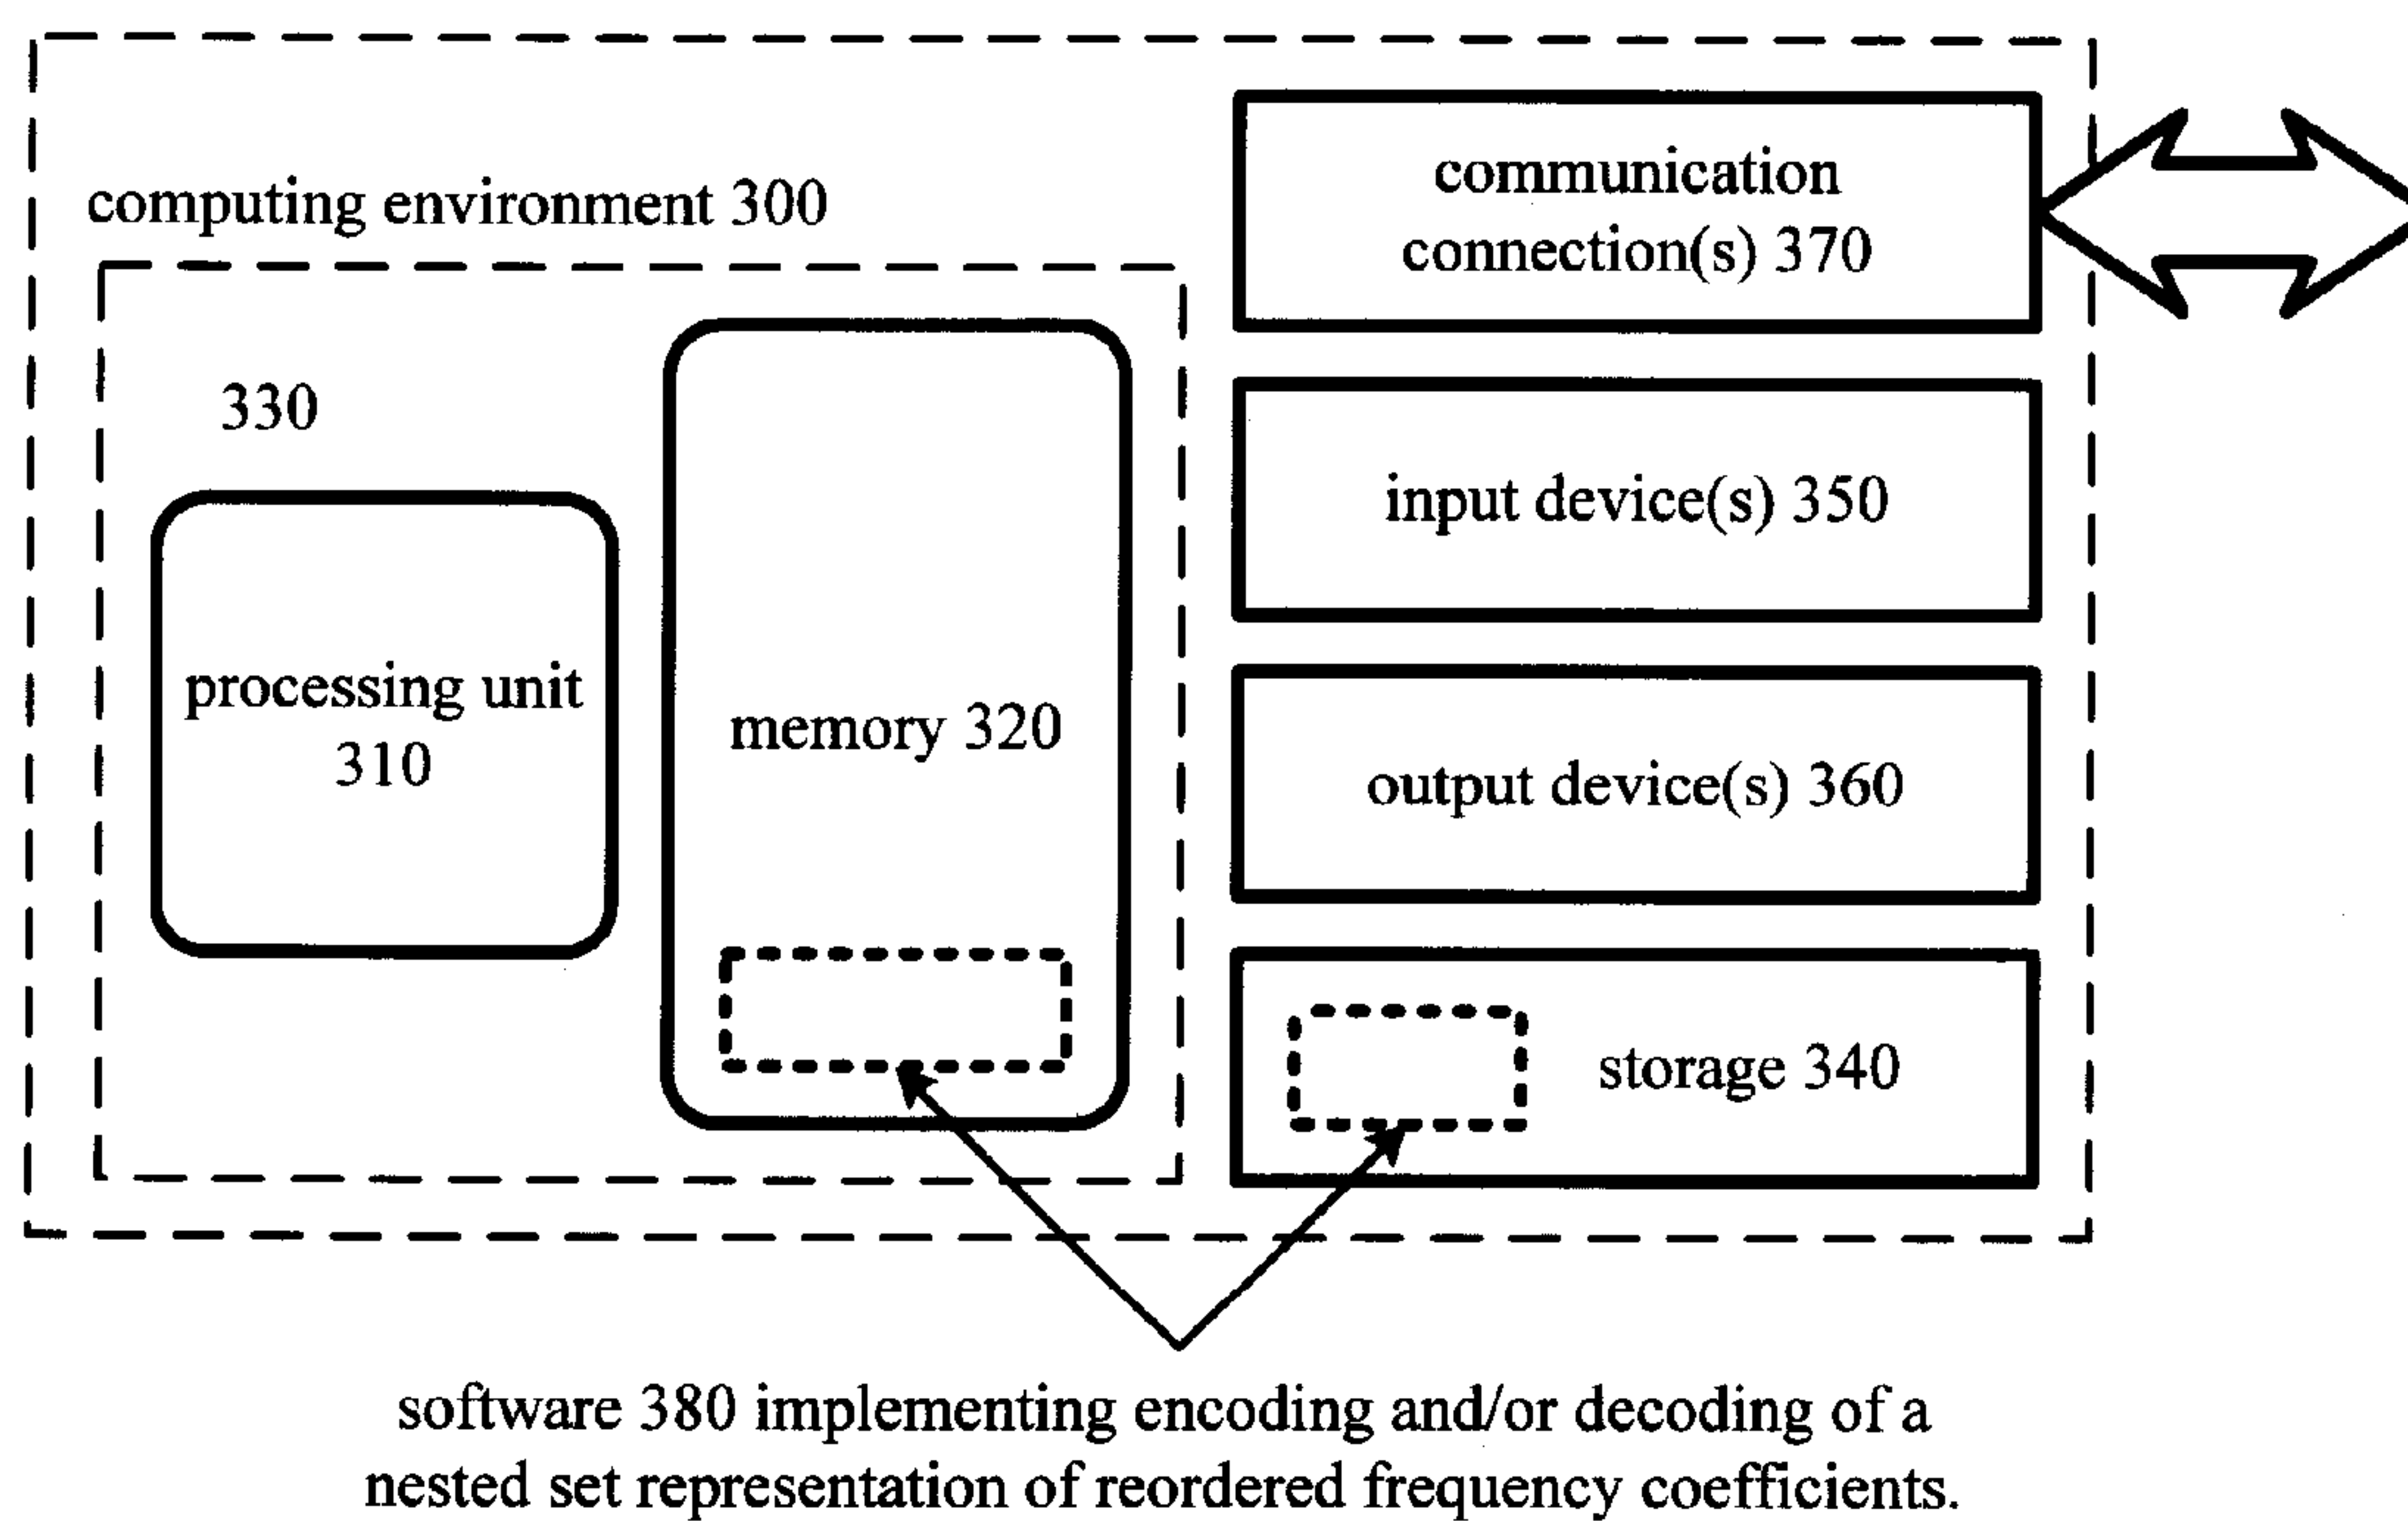 computing environment 300
communication
connection(s) 370
330
input device(s) 350
processing unit
310
memory 320
output device(s) 360
storage 340
software 380 implementing encoding and/or decoding of a
nested set representation of reordered frequency coefficients.